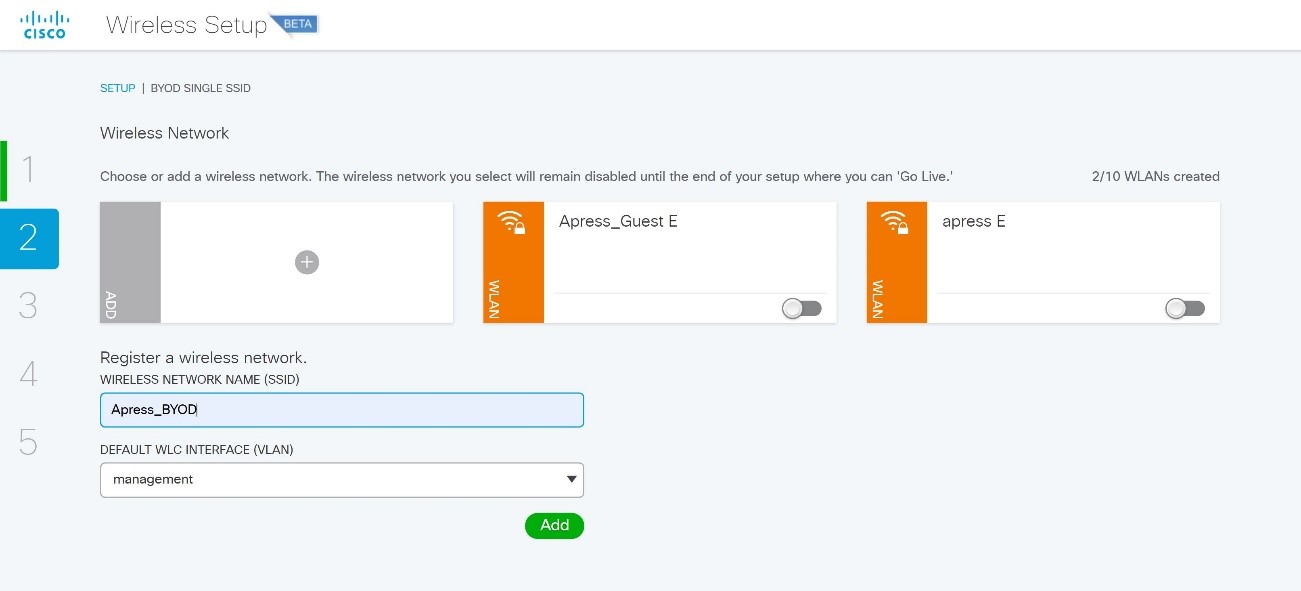 CISCO
Wireless Setup BETA
SETUP | BYOD SINGLE SSID
Wireless Network
1
Choose or add a wireless network. The wireless network you select will remain disabled until the end of your setup where you can 'Go Live.' 2/10 WLANs created
2
ADD
WLAN
Apress_Guest E
WLAN
apress E
3
Register a wireless network.
WIRELESS NETWORK NAME (SSID)
4
Apress_BYOD
5
DEFAULT WLC INTERFACE (VLAN)
management
Add